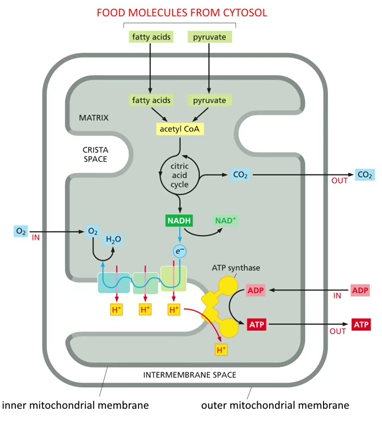 FOOD MOLECULES FROM CYTOSOL
fatty acids
pyruvate
fatty acids
pyruvate
MATRIX
acetyl CoA
CRISTA
SPACE
citric
acid
cycle
CO₂
CO₂
OUT
NADH
NAD⁺
O₂
IN
O₂
H₂O
e⁻
ATP synthase
ADP
ADP
IN
H⁺
H⁺
H⁺
ATP
ATP
OUT
H⁺
INTERMEMBRANE SPACE
inner mitochondrial membrane
outer mitochondrial membrane